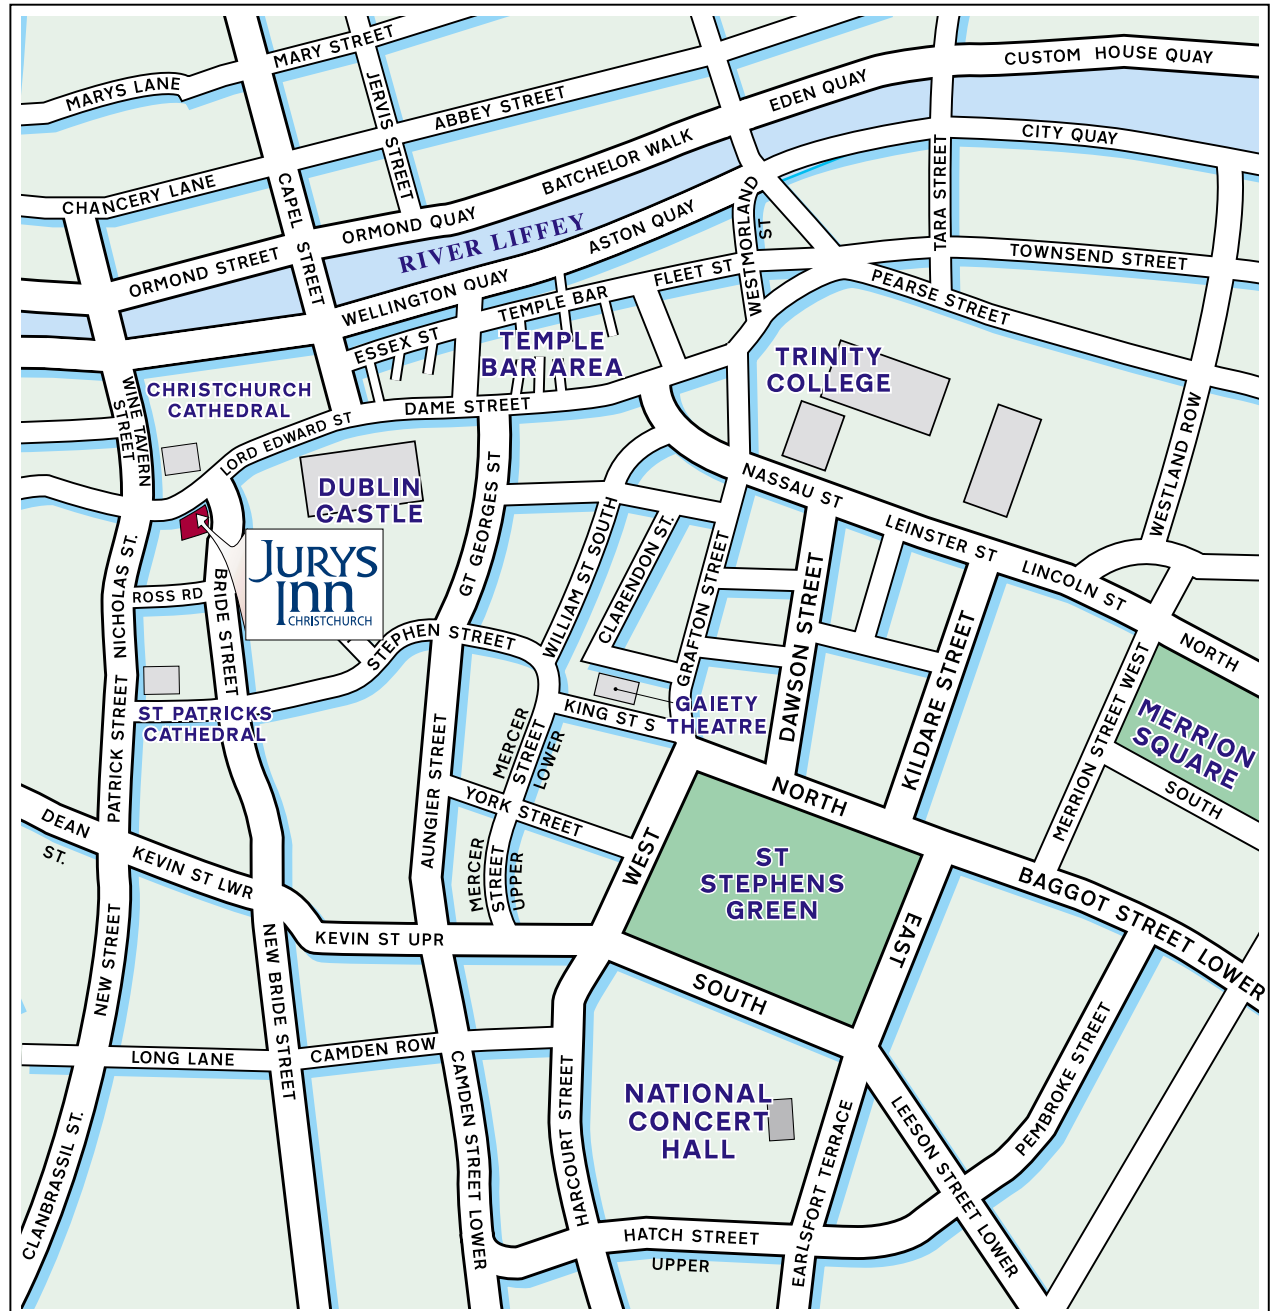 MARY STREET
CUSTOM HOUSE QUAY
MARYS LANE
JERVIS STREET
ABBEY STREET
EDEN QUAY
CITY QUAY
BATCHELOR WALK
TARA STREET
CHANCERY LANE
CAPEL STREET
ORMOND QUAY
RIVER LIFFEY
ASTON QUAY
WESTMORLAND
ST
ORMOND STREET
WELLINGTON QUAY
FLEET ST
TOWNSEND STREET
PEARSE STREET
TEMPLE BAR
ESSEX ST
TEMPLE
BAR AREA
TRINITY
COLLEGE
CHRISTCHURCH
CATHEDRAL
WINE TAVERN
STREET
DAME STREET
LORD EDWARD ST
WESTLAND ROW
DUBLIN
CASTLE
GT GEORGES ST
NASSAU ST
LEINSTER ST
LINCOLN ST
WILLIAM ST SOUTH
CLARENDON ST.
GRAFTON STREET
DAWSON STREET
KILDARE STREET
JURYS
Inn
CHRISTCHURCH
NICHOLAS ST.
ROSS RD
BRIDE STREET
STEPHEN STREET
NORTH
MERRION STREET WEST
MERRION
SQUARE
SOUTH
ST PATRICKS
CATHEDRAL
PATRICK STREET
KING ST S
GAIETY
THEATRE
MERCER
STREET
LOWER
AUNGIER STREET
YORK STREET
NORTH
WEST
DEAN
ST.
KEVIN ST LWR
MERCER
STREET
UPPER
ST
STEPHENS
GREEN
EAST
BAGGOT STREET LOWER
NEW STREET
KEVIN ST UPR
NEW BRIDE STREET
SOUTH
LONG LANE
CAMDEN ROW
CAMDEN STREET LOWER
HARCOURT STREET
NATIONAL
CONCERT
HALL
PEMBROKE STREET
LEESON STREET LOWER
EARLSFORT TERRACE
CLANBRASSIL ST.
HATCH STREET
UPPER